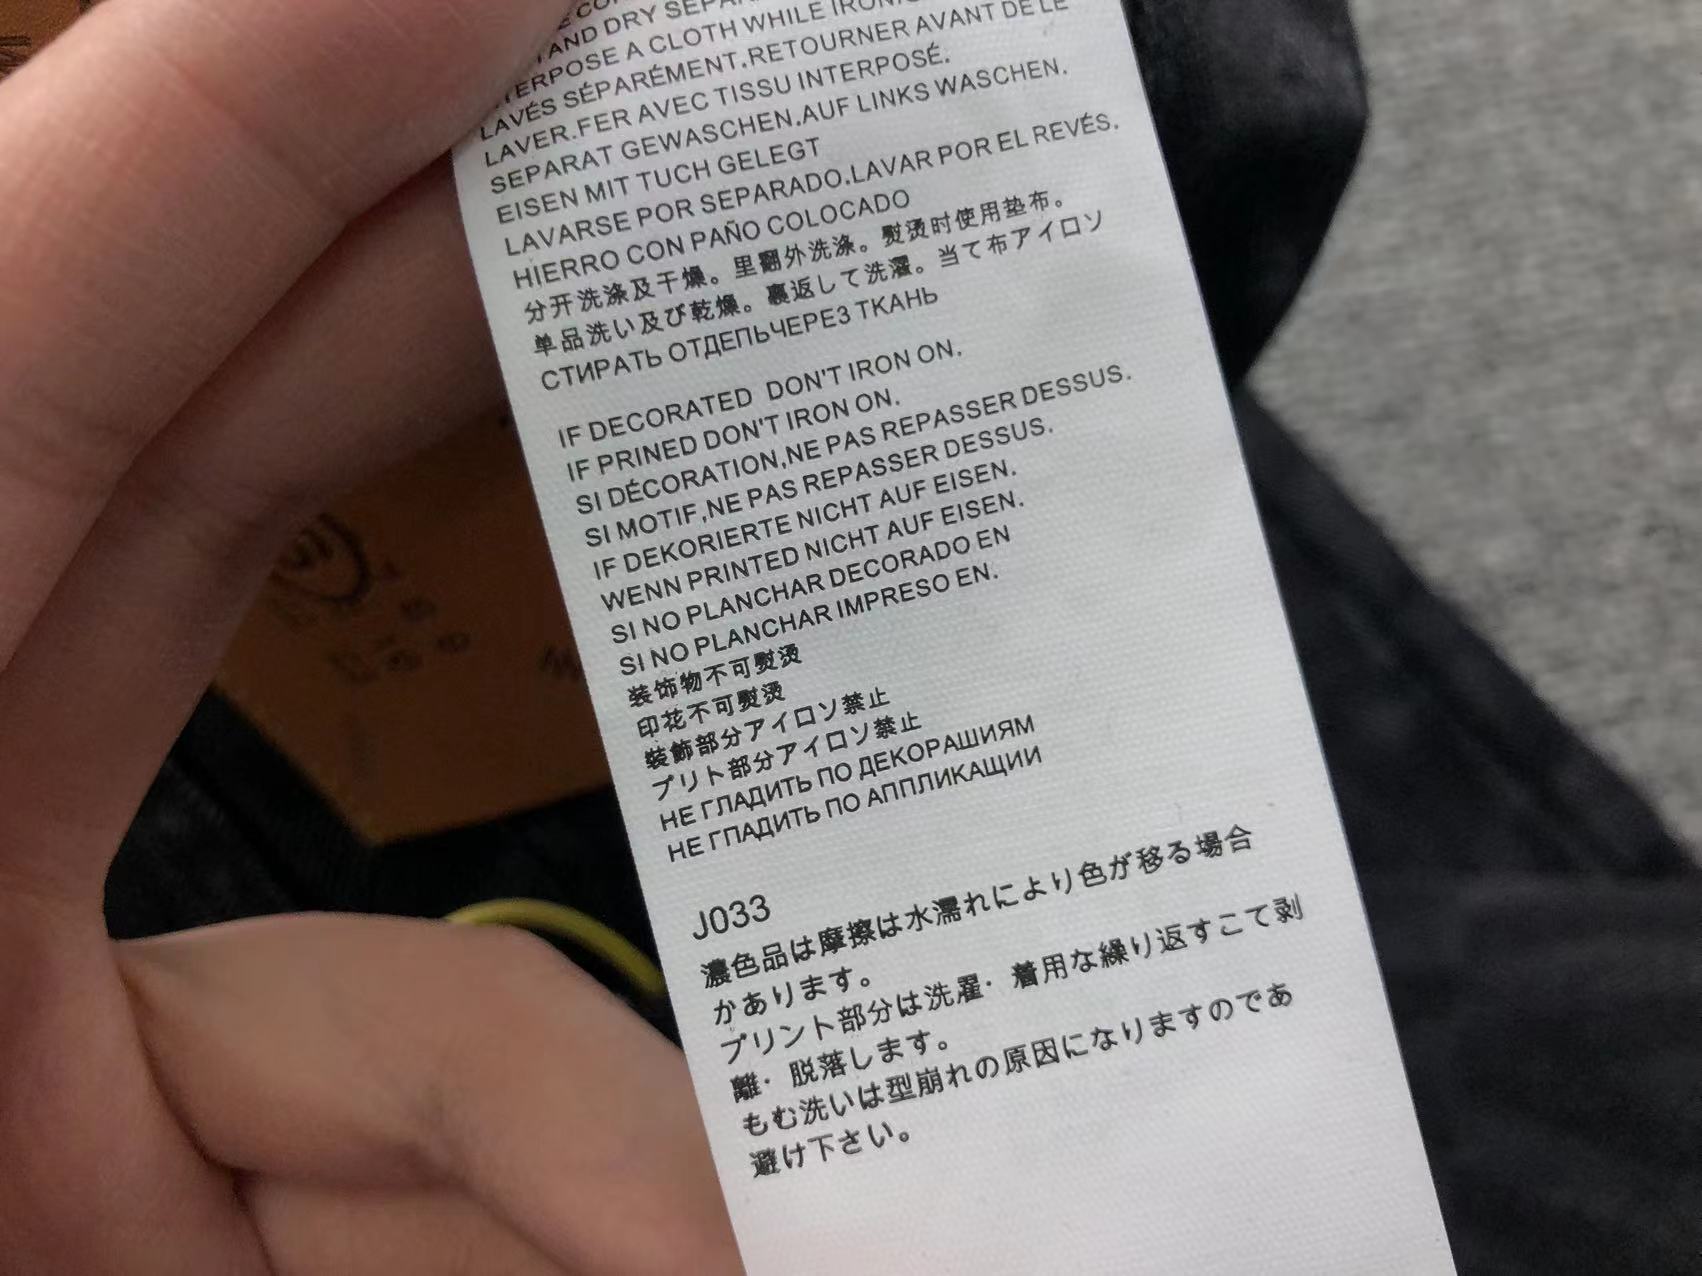 AND DRY
INTERPOSE A CLOTH WHILE
LAVÉS SÉPARÉMENT.RETOURNER AVANT DE LE
LAVER.FER AVEC TISSU INTERPOSÉ.
SEPARAT GEWASCHEN.AUF LINKS WASCHEN.
EISEN MIT TUCH GELEGT
LAVARSE POR SEPARADO.LAVAR POR EL REVÉS.
HIERRO CON PAÑO COLOCADO
分开洗涤及干燥。里翻外洗涤。熨烫时使用垫布。
单品洗い及び乾燥。裏返して洗濯。当て布アイロソ
СТИРАТЬ ОТДЕПЬЧЕРЕЗ ТКАНЬ
IF DECORATED DON'T IRON ON.
IF PRINED DON'T IRON ON.
SI DÉCORATION,NE PAS REPASSER DESSUS.
SI MOTIF,NE PAS REPASSER DESSUS.
IF DEKORIERTE NICHT AUF EISEN.
WENN PRINTED NICHT AUF EISEN.
SI NO PLANCHAR DECORADO EN
SI NO PLANCHAR IMPRESO EN.
装饰物不可熨烫
印花不可熨烫
裝飾部分アイロソ禁止
プリト部分アイロソ禁止
НЕ ГЛАДИТЬ ПО ДЕКОРАШИЯМ
НЕ ГПАДИТЬ ПО АППЛИКАЩИИ
J033
濃色品は摩擦は水濡れにより色が移る場合
かあります。
プリント部分は洗濯·着用な繰り返すこて剥
離·脱落します。
もむ洗いは型崩れの原因になりますのであ
避け下さい。